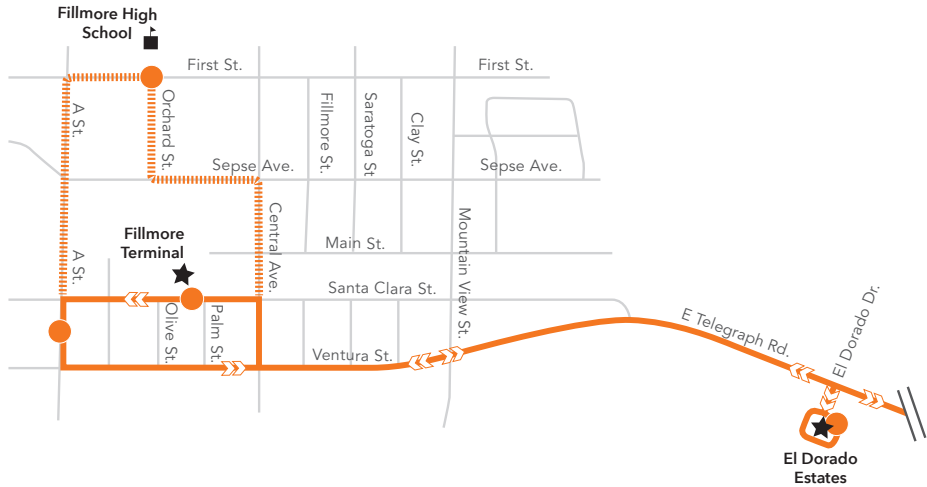 Fillmore High
School
First St.
First St.
A St.
Orchard St.
Fillmore St.
Saratoga St
Clay St.
Sepse Ave.
Sepse Ave.
Central Ave.
Mountain View St.
Fillmore
Terminal
Main St.
A St.
Santa Clara St.
Olive St.
Palm St.
Ventura St.
E Telegraph Rd.
El Dorado Dr.
El Dorado
Estates